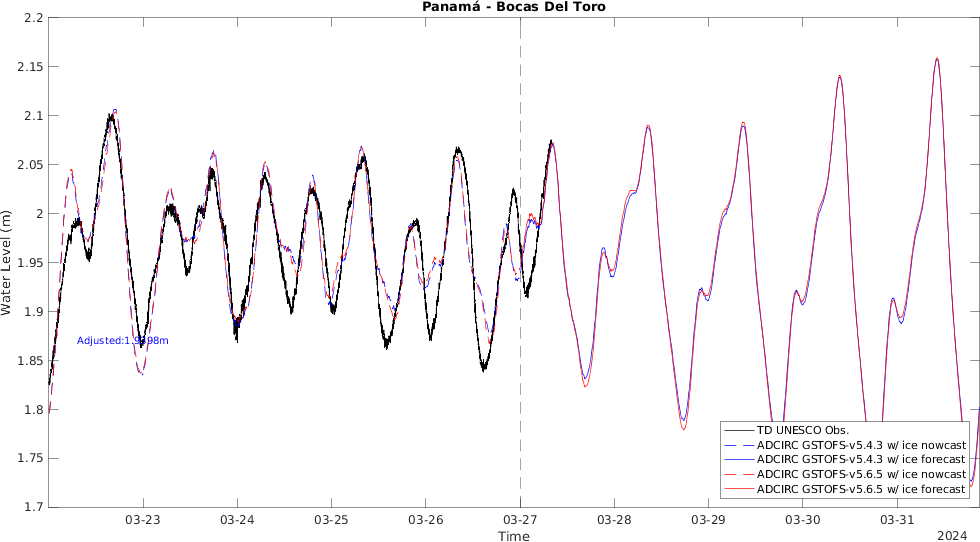 Panamá - Bocas Del Toro
2.2
2.15
2.1
2.05
2
1.95
1.9
1.85
1.8
1.75
1.7
Water Level (m)
03-23
03-24
03-25
03-26
03-27
03-28
03-29
03-30
03-31
Time
2024
TD UNESCO Obs.
ADCIRC GSTOFS-v5.4.3 w/ ice nowcast
ADCIRC GSTOFS-v5.4.3 w/ ice forecast
ADCIRC GSTOFS-v5.6.5 w/ ice nowcast
ADCIRC GSTOFS-v5.6.5 w/ ice forecast